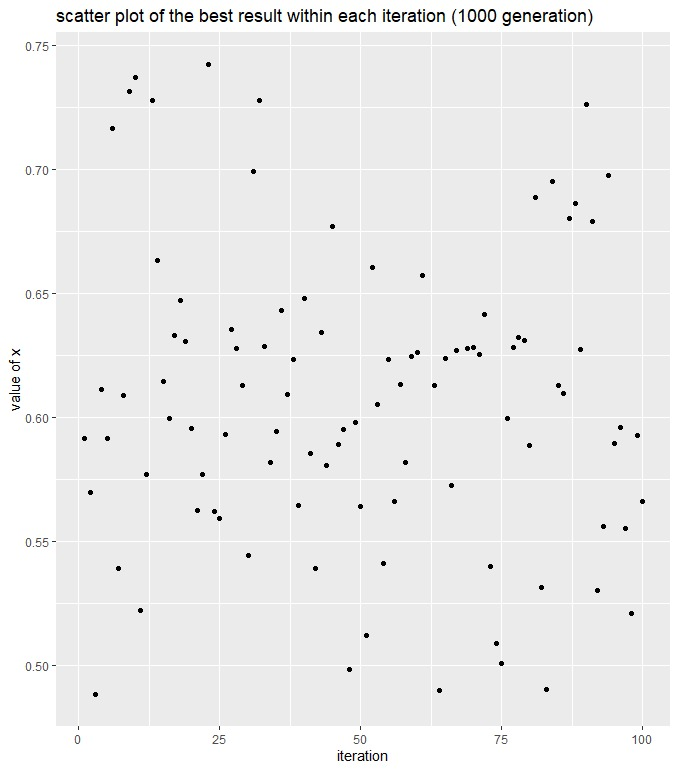 scatter plot of the best result within each iteration (1000 generation)
0.75
0.70
0.65
0.60
0.55
0.50
value of x
0 25 50 75 100
iteration